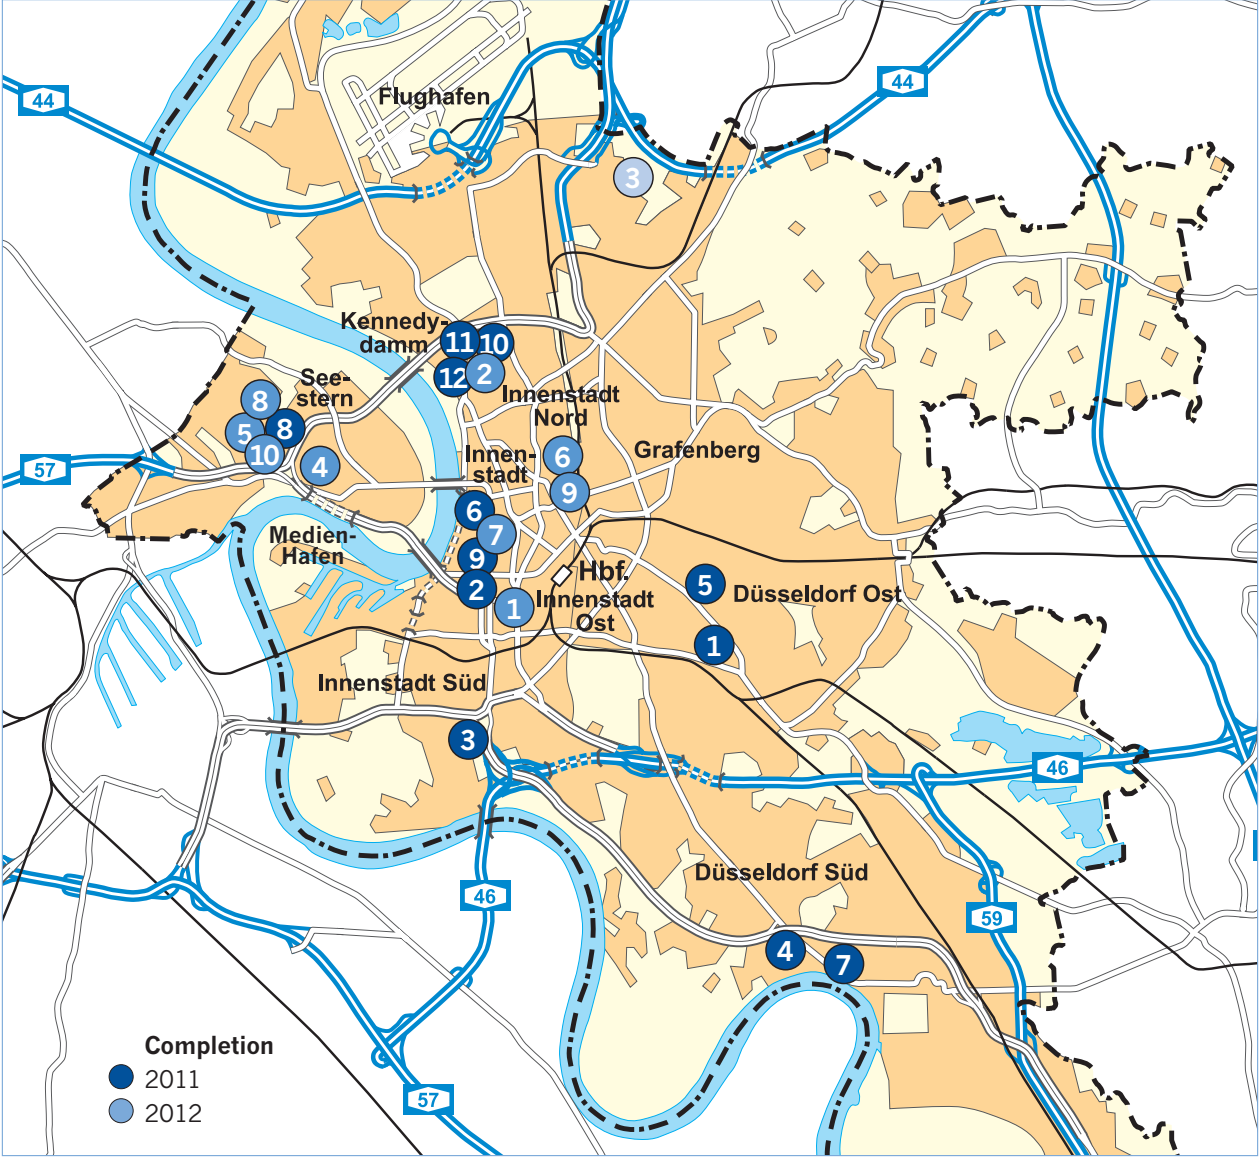 44
44
Flughafen
3
Kennedy-
damm
11
10
12
2
See-
stern
Innenstadt
Nord
8
5
8
10
4
57
Innen-
stadt
6
9
Grafenberg
6
7
9
2
1
Medien-
Hafen
Hbf.
Innenstadt
Ost
5
Düsseldorf Ost
1
Innenstadt Süd
3
46
46
Düsseldorf Süd
59
4
7
57
Completion
2011
2012